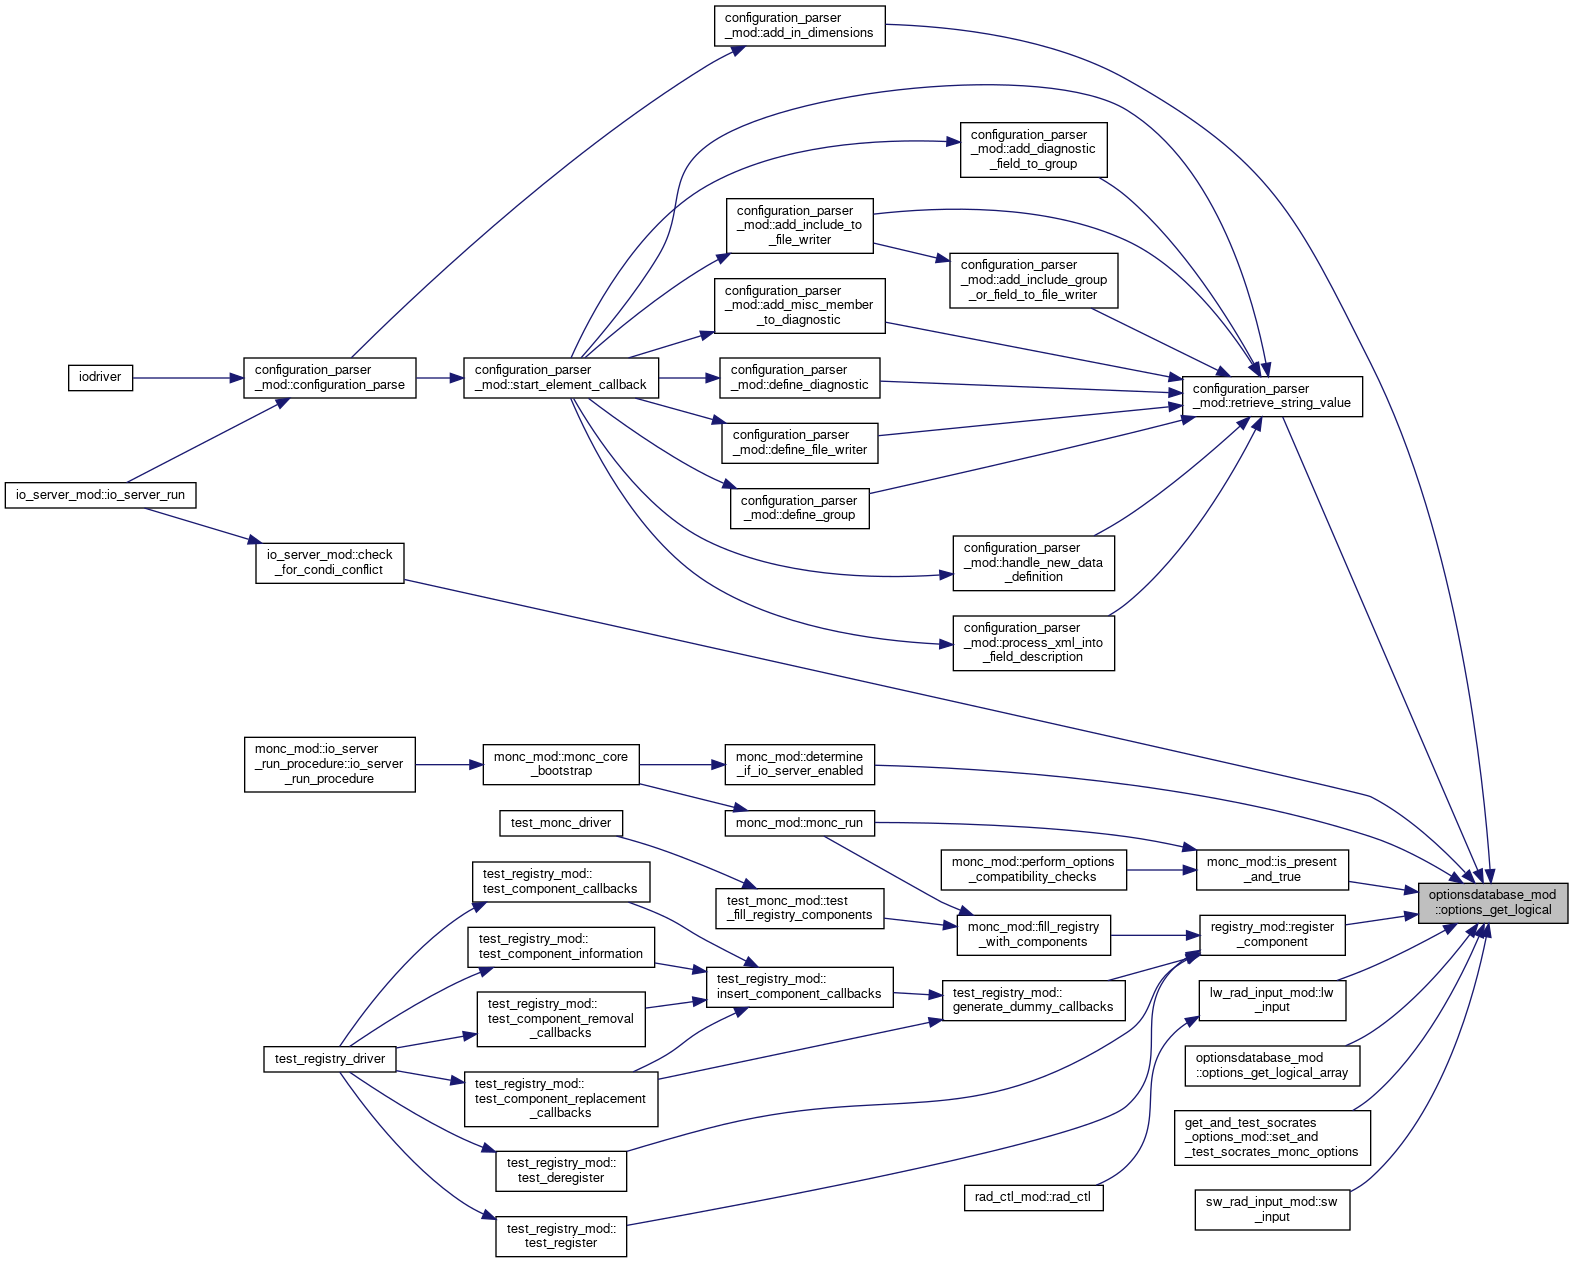 configuration_parser
_mod::add_in_dimensions
configuration_parser
_mod::add_diagnostic
_field_to_group
configuration_parser
_mod::add_include_to
_file_writer
configuration_parser
_mod::add_include_group
_or_field_to_file_writer
configuration_parser
_mod::add_misc_member
_to_diagnostic
iodriver
configuration_parser
_mod::configuration_parse
configuration_parser
_mod::start_element_callback
configuration_parser
_mod::define_diagnostic
configuration_parser
_mod::retrieve_string_value
configuration_parser
_mod::define_file_writer
io_server_mod::io_server_run
configuration_parser
_mod::define_group
io_server_mod::check
_for_condi_conflict
configuration_parser
_mod::handle_new_data
_definition
configuration_parser
_mod::process_xml_into
_field_description
monc_mod::io_server
_run_procedure::io_server
_run_procedure
monc_mod::monc_core
_bootstrap
monc_mod::determine
_if_io_server_enabled
test_monc_driver
monc_mod::monc_run
monc_mod::perform_options
_compatibility_checks
monc_mod::is_present
_and_true
test_registry_mod::
test_component_callbacks
test_monc_mod::test
_fill_registry_components
optionsdatabase_mod
::options_get_logical
monc_mod::fill_registry
_with_components
registry_mod::register
_component
test_registry_mod::
test_component_information
test_registry_mod::
insert_component_callbacks
test_registry_mod::
generate_dummy_callbacks
lw_rad_input_mod::lw
_input
test_registry_mod::
test_component_removal
_callbacks
test_registry_driver
optionsdatabase_mod
::options_get_logical_array
test_registry_mod::
test_component_replacement
_callbacks
get_and_test_socrates
_options_mod::set_and
_test_socrates_monc_options
test_registry_mod::
test_deregister
rad_ctl_mod::rad_ctl
sw_rad_input_mod::sw
_input
test_registry_mod::
test_register